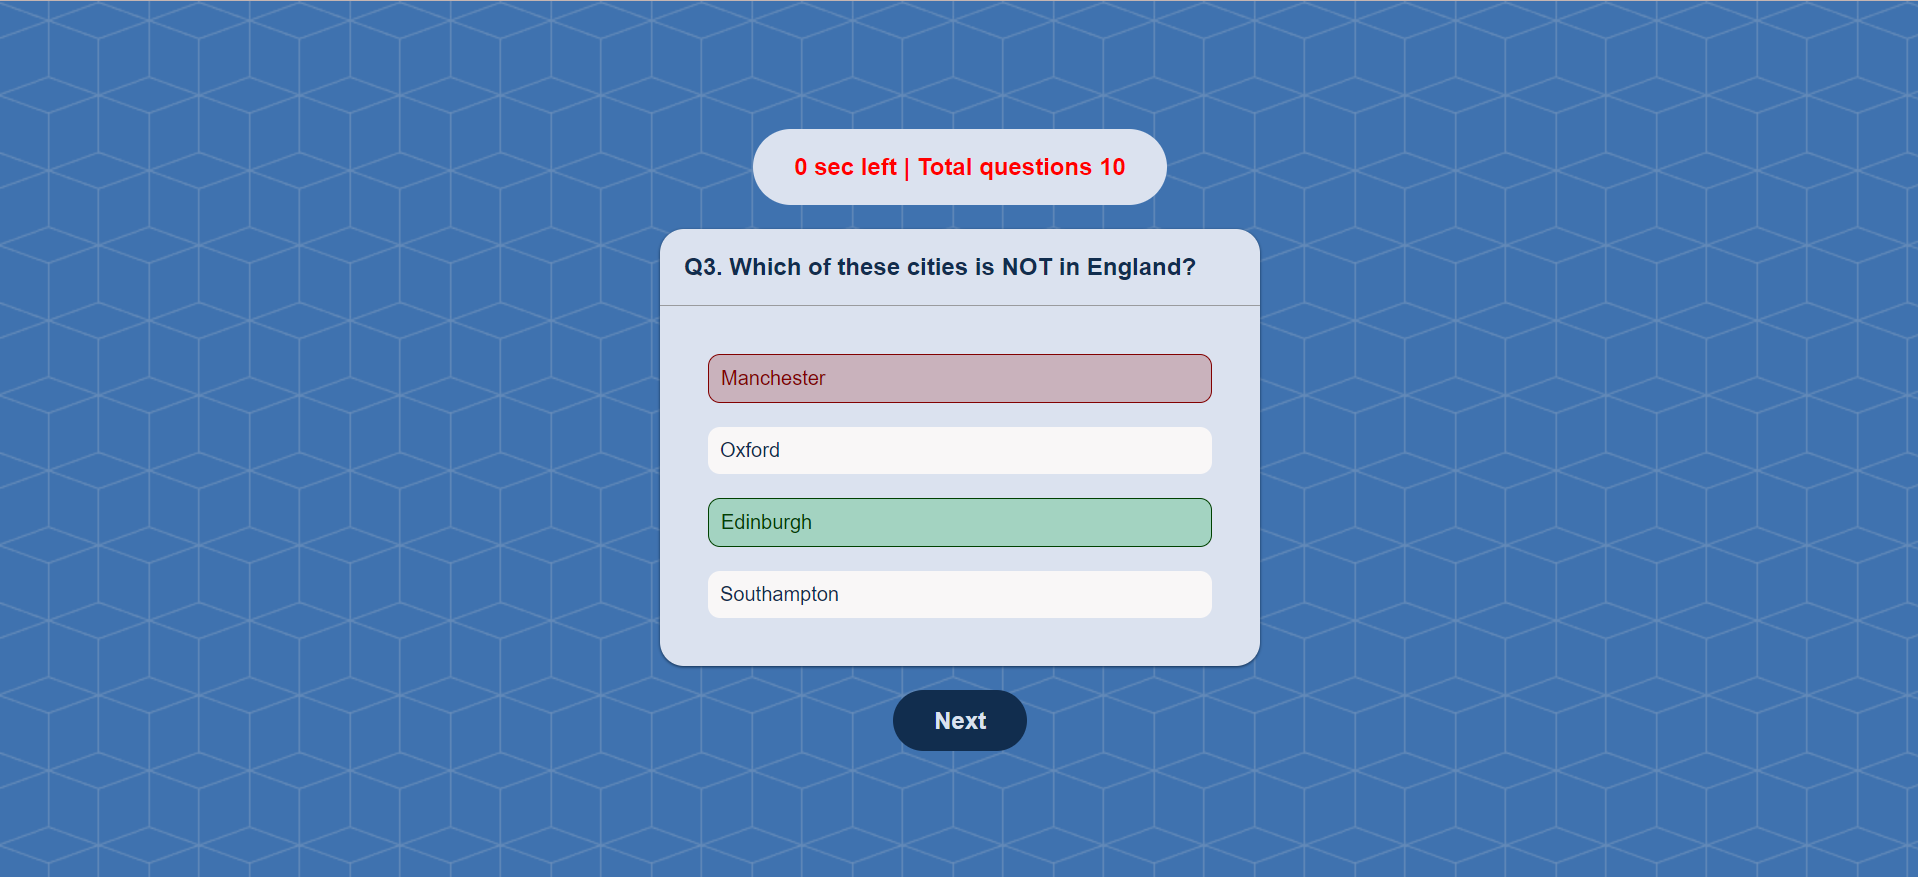 0 sec left | Total questions 10
Q3. Which of these cities is NOT in England?
Manchester
Oxford
Edinburgh
Southampton
Next